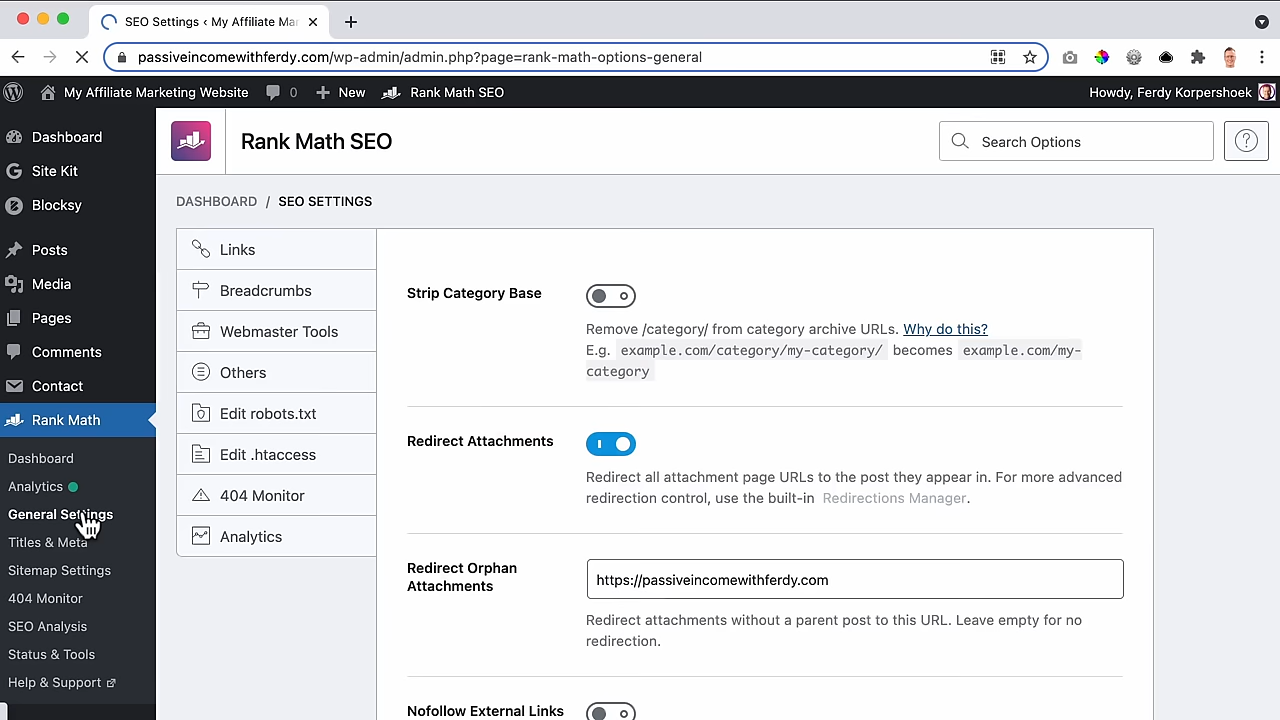 SEO Settings ‹ My Affiliate Mar
passiveincomewithferdy.com/wp-admin/admin.php?page=rank-math-options-general
My Affiliate Marketing Website 0 New Rank Math SEO Howdy, Ferdy Korpershoek
Dashboard
Site Kit
Blocksy
Posts
Media
Pages
Comments
Contact
Rank Math
Dashboard
Analytics
General Settings
Titles & Meta
Sitemap Settings
404 Monitor
SEO Analysis
Status & Tools
Help & Support
Rank Math SEO
Search Options
DASHBOARD / SEO SETTINGS
Links
Breadcrumbs
Webmaster Tools
Others
Edit robots.txt
Edit .htaccess
404 Monitor
Analytics
Strip Category Base
Remove /category/ from category archive URLs. Why do this?
E.g. example.com/category/my-category/ becomes example.com/my-
category
Redirect Attachments
Redirect all attachment page URLs to the post they appear in. For more advanced
redirection control, use the built-in Redirections Manager.
Redirect Orphan
Attachments
https://passiveincomewithferdy.com
Redirect attachments without a parent post to this URL. Leave empty for no
redirection.
Nofollow External Links